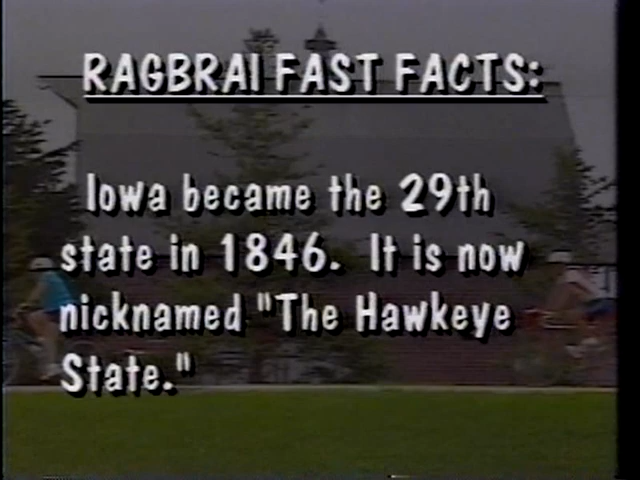 RAGBRAI FAST FACTS:
Iowa became the 29th
state in 1846. It is now
nicknamed "The Hawkeye
State."